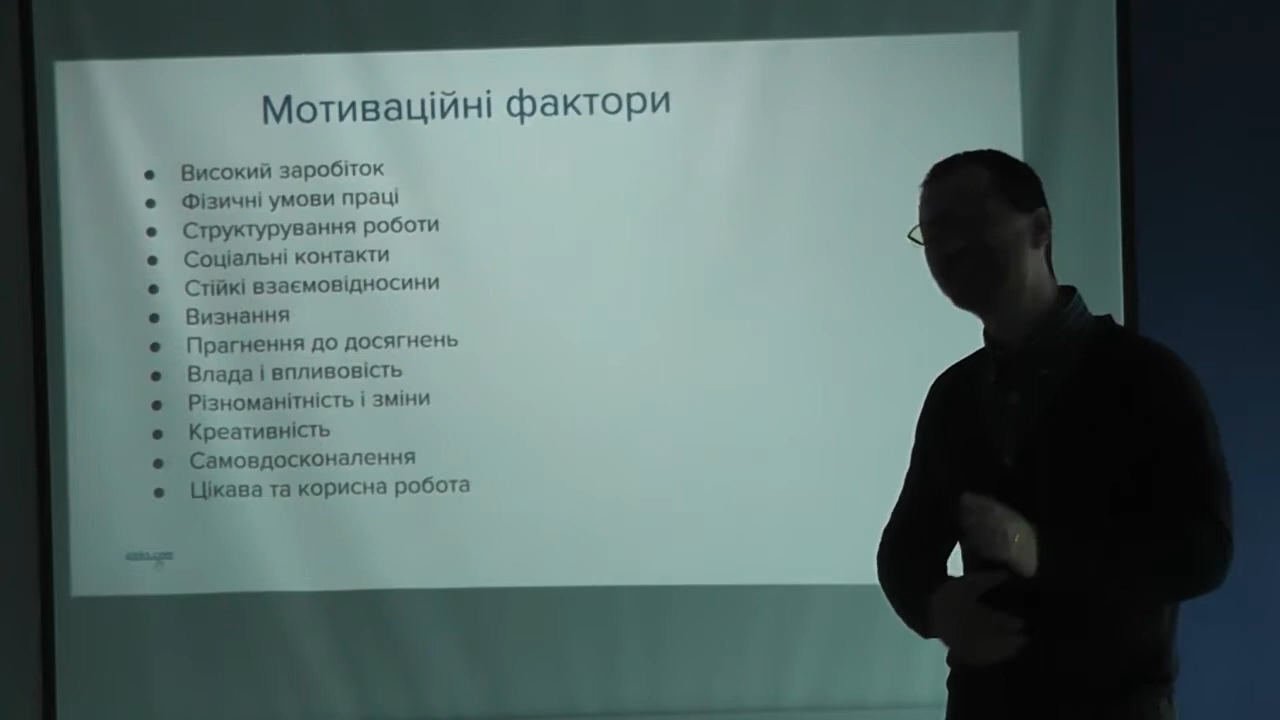 Мотиваційні фактори
● Високий заробіток
● Фізичні умови праці
● Структурування роботи
● Соціальні контакти
● Стійкі взаємовідносини
● Визнання
● Прагнення до досягнень
● Влада і впливовість
● Різноманітність і зміни
● Креативність
● Самовдосконалення
● Цікава та корисна робота